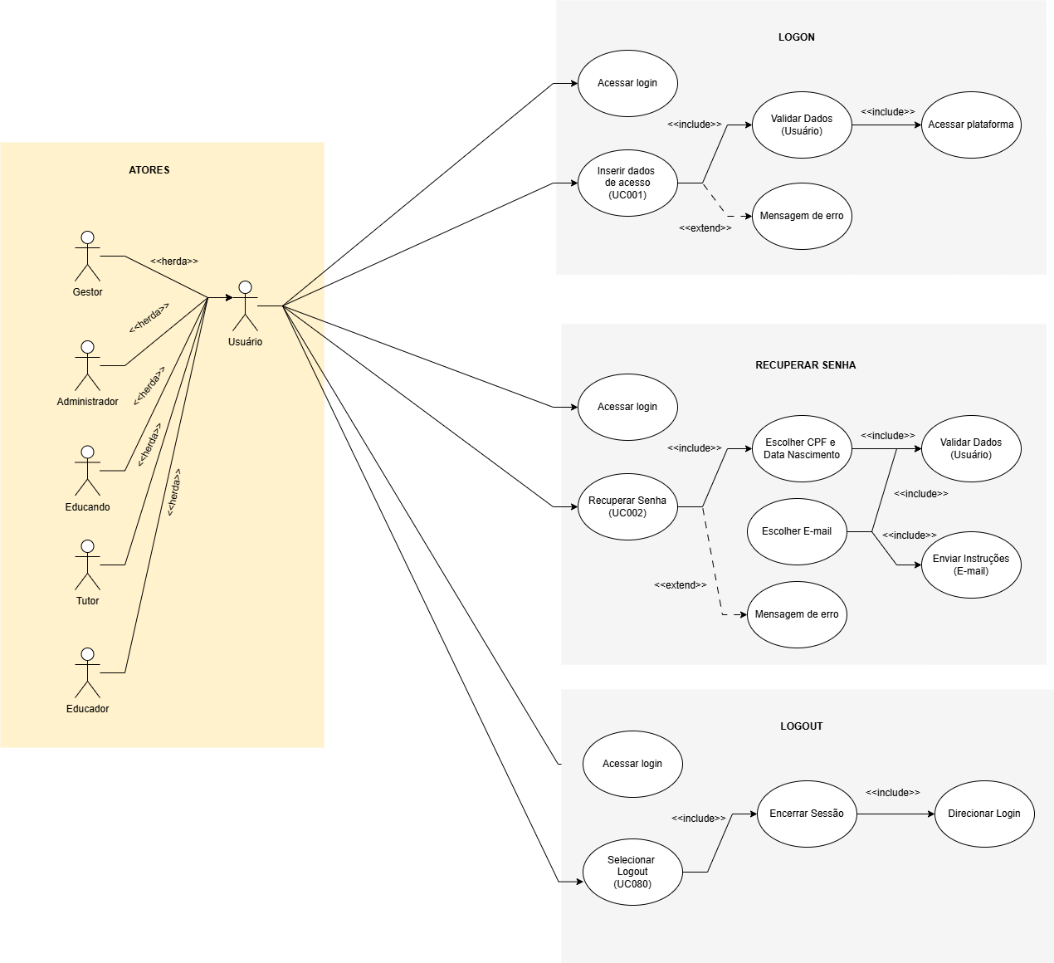 ATORES
Gestor
<<herda>>
Administrador
<<herda>>
Educando
<<herda>>
Tutor
<<herda>>
Educador
<<herda>>
Usuário
LOGON
Acessar login
Inserir dados
de acesso
(UC001)
<<include>>
Validar Dados
(Usuário)
<<include>>
Acessar plataforma
<<extend>>
Mensagem de erro
RECUPERAR SENHA
Acessar login
Recuperar Senha
(UC002)
<<include>>
Escolher CPF e
Data Nascimento
<<include>>
Validar Dados
(Usuário)
<<include>>
Escolher E-mail
<<include>>
Enviar Instruções
(E-mail)
<<extend>>
Mensagem de erro
LOGOUT
Acessar login
Selecionar
Logout
(UC080)
<<include>>
Encerrar Sessão
<<include>>
Direcionar Login